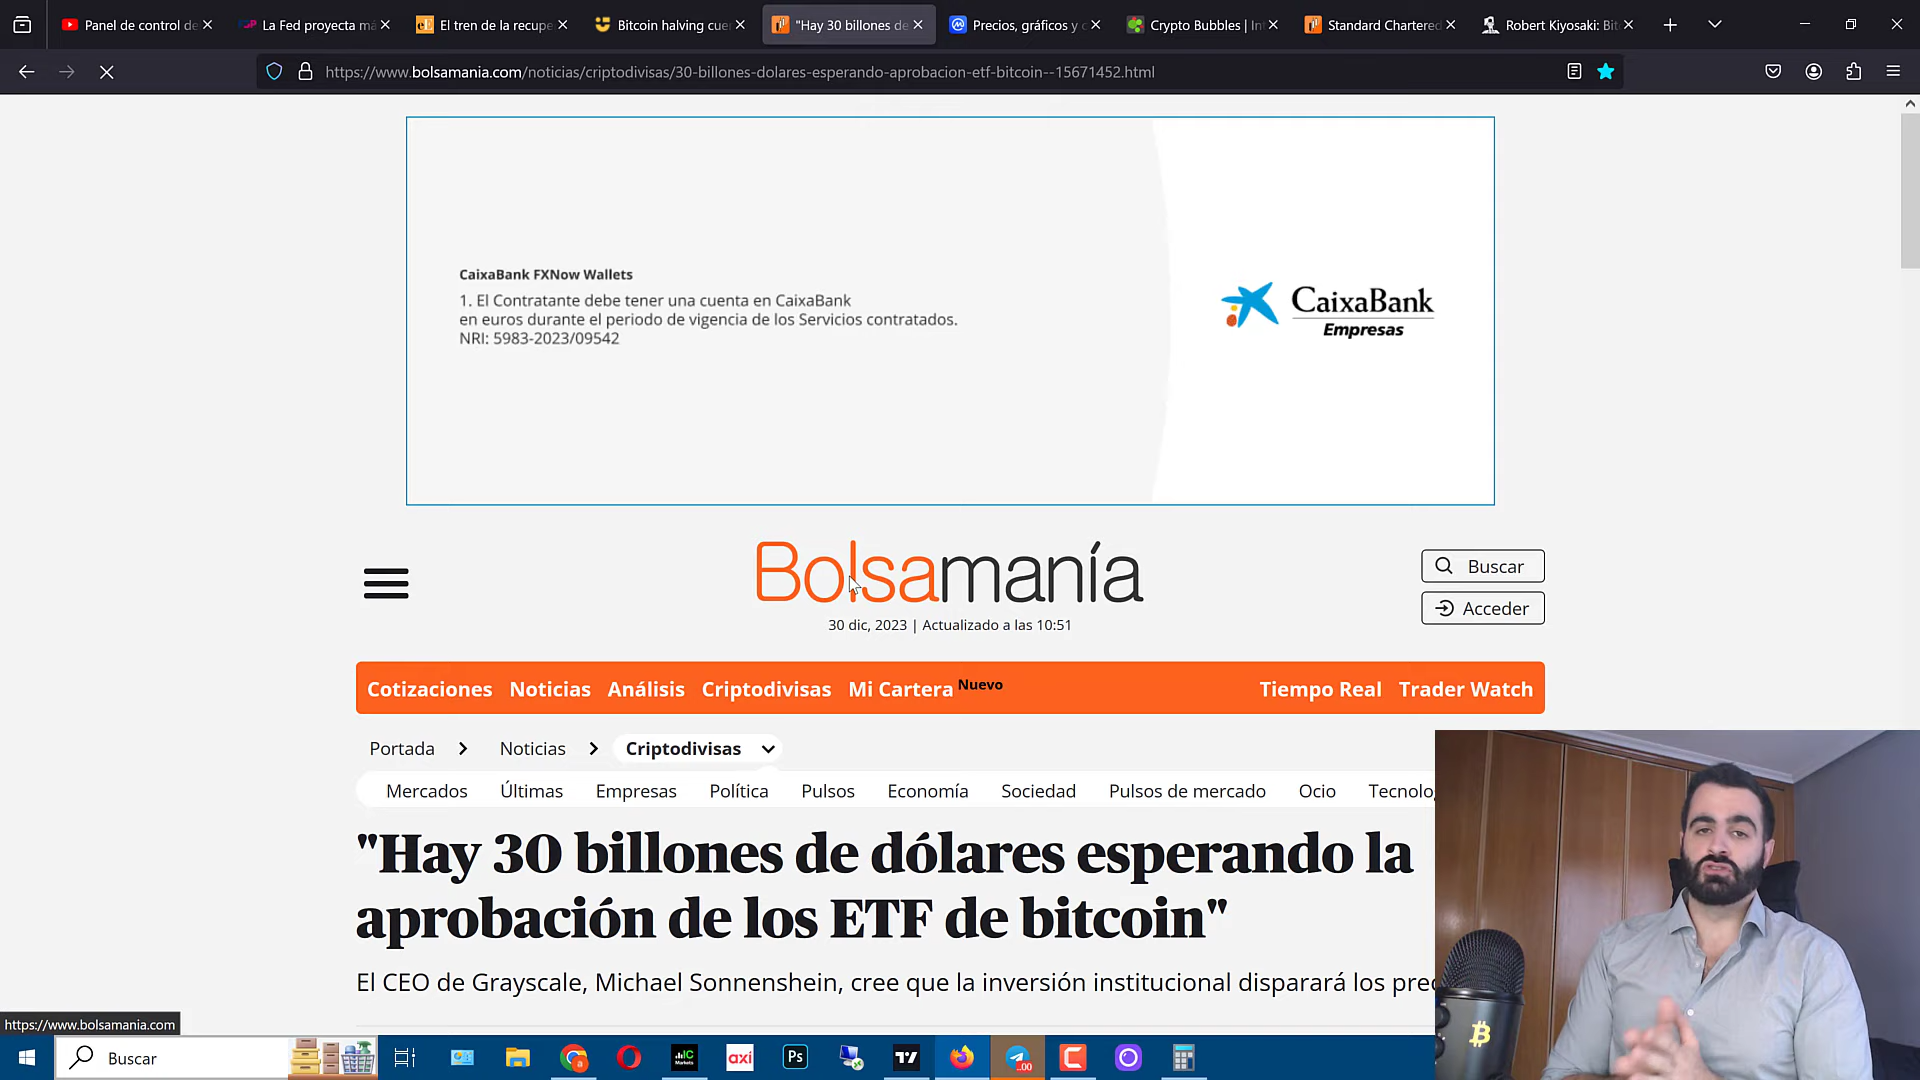 Panel de control de
La Fed proyecta má
El tren de la recupe
Bitcoin halving cue
"Hay 30 billones de
Precios, gráficos y c
Crypto Bubbles | Int
Standard Chartered
Robert Kiyosaki: Bit
https://www.bolsamania.com/noticias/criptodivisas/30-billones-dolares-esperando-aprobacion-etf-bitcoin--15671452.html
CaixaBank FXNow Wallets
1. El Contratante debe tener una cuenta en CaixaBank
en euros durante el periodo de vigencia de los Servicios contratados.
NRI: 5983-2023/09542
CaixaBank
Empresas
Bolsamanía
30 dic, 2023 | Actualizado a las 10:51
Buscar
Acceder
Cotizaciones Noticias Análisis Criptodivisas Mi Cartera Nuevo Tiempo Real Trader Watch
Portada Noticias Criptodivisas
Mercados Últimas Empresas Política Pulsos Economía Sociedad Pulsos de mercado Ocio Tecnolo
"Hay 30 billones de dólares esperando la
aprobación de los ETF de bitcoin"
El CEO de Grayscale, Michael Sonnenshein, cree que la inversión institucional disparará los prec
https://www.bolsamania.com
Buscar
IC
Markets
axi
Ps
.00